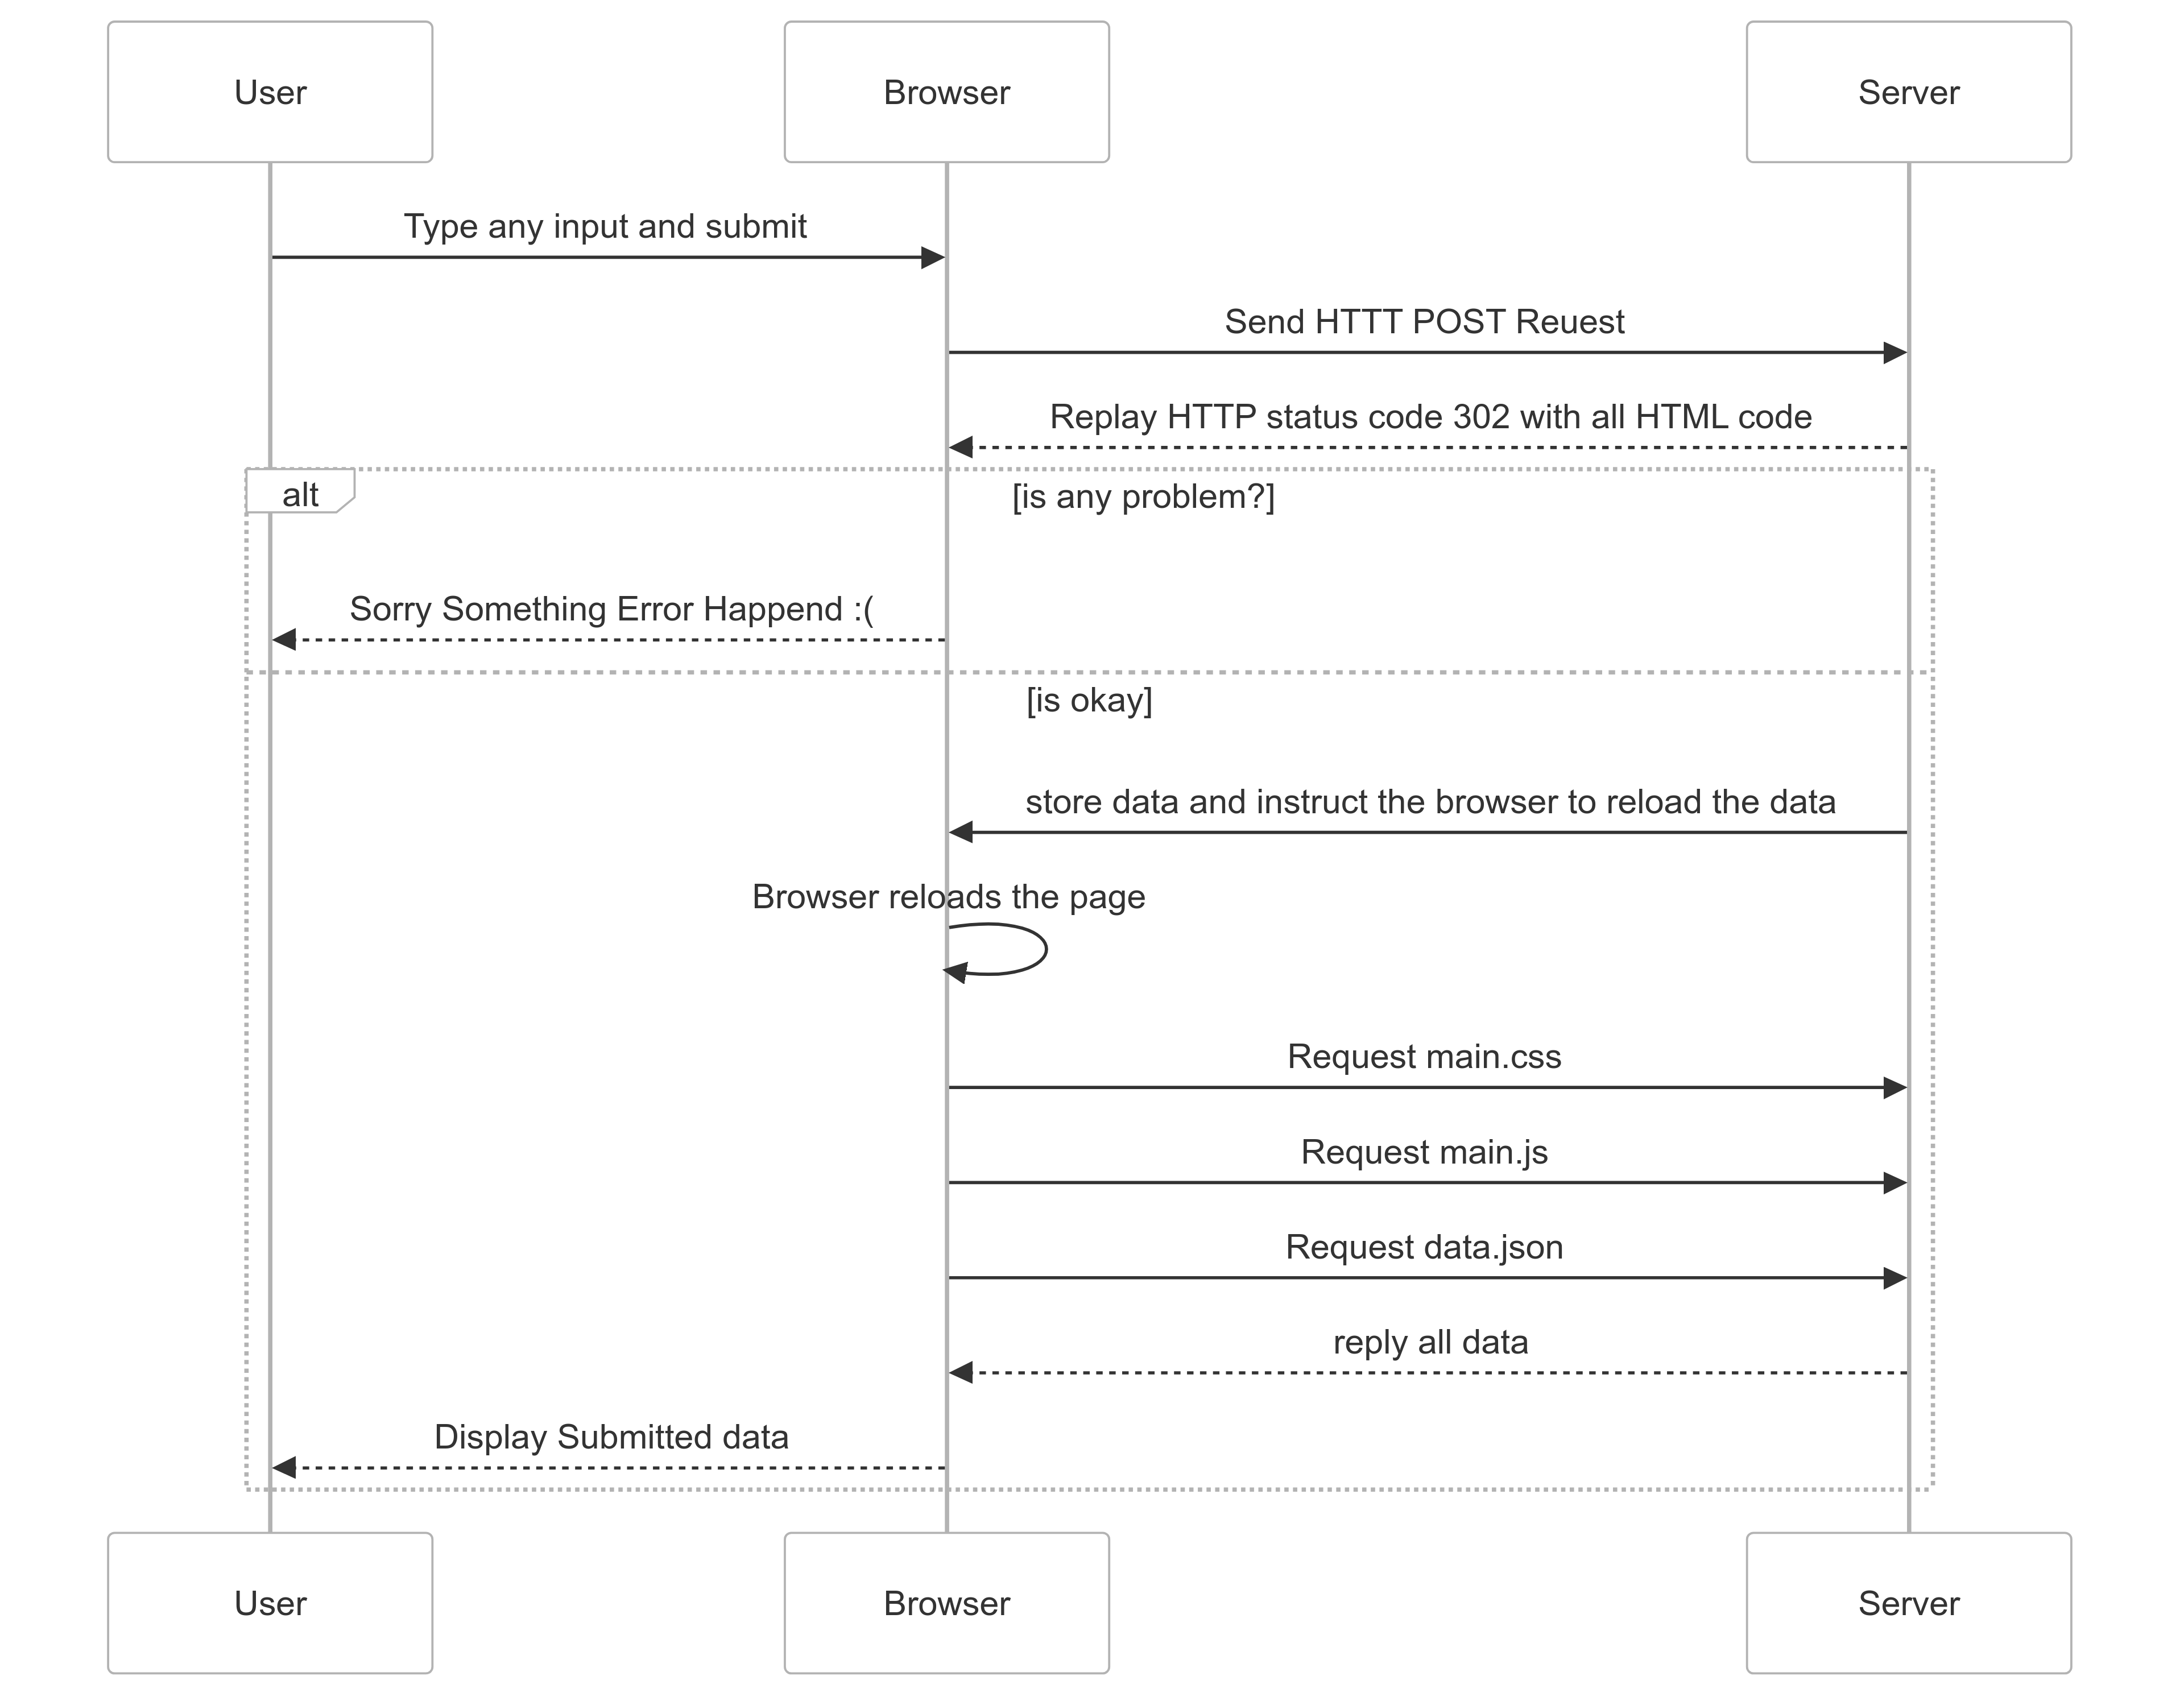 User
Browser
Server
Type any input and submit
Send HTTT POST Reuest
Replay HTTP status code 302 with all HTML code
alt
[is any problem?]
Sorry Something Error Happend :(
[is okay]
store data and instruct the browser to reload the data
Browser reloads the page
Request main.css
Request main.js
Request data.json
reply all data
Display Submitted data
User
Browser
Server